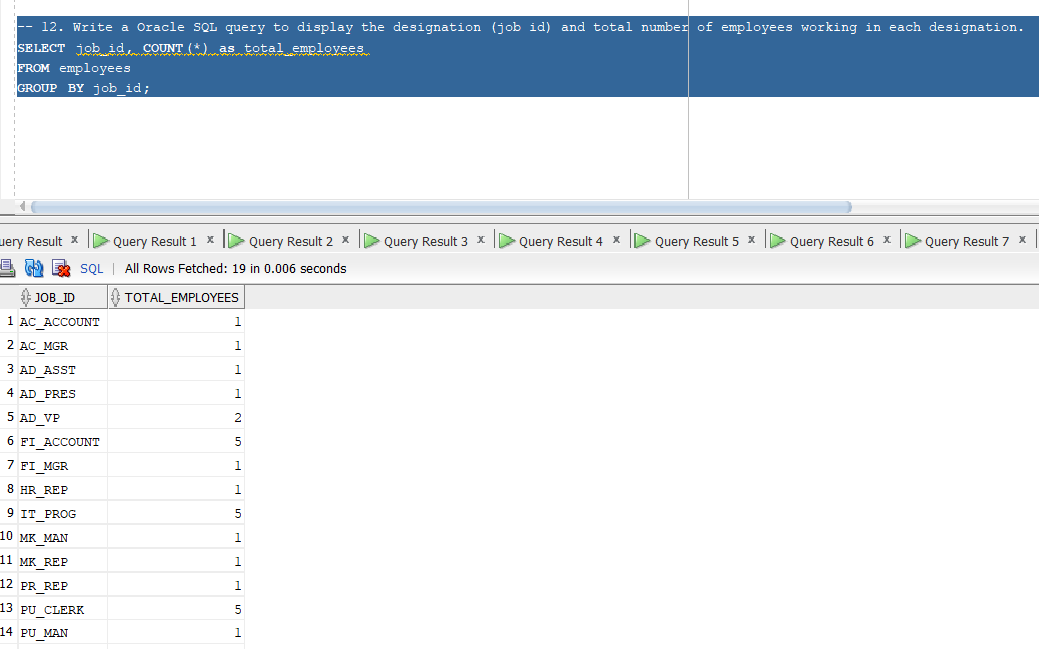 -- 12. Write a Oracle SQL query to display the designation (job id) and total number of employees working in each designation.
SELECT job_id, COUNT(*) as total_employees
FROM employees
GROUP BY job_id;
uery Result x Query Result 1 x Query Result 2 x Query Result 3 x Query Result 4 x Query Result 5 x Query Result 6 x Query Result 7 x
SQL | All Rows Fetched: 19 in 0.006 seconds
JOB_ID TOTAL_EMPLOYEES
1 AC_ACCOUNT 1
2 AC_MGR 1
3 AD_ASST 1
4 AD_PRES 1
5 AD_VP 2
6 FI_ACCOUNT 5
7 FI_MGR 1
8 HR_REP 1
9 IT_PROG 5
10 MK_MAN 1
11 MK_REP 1
12 PR_REP 1
13 PU_CLERK 5
14 PU_MAN 1